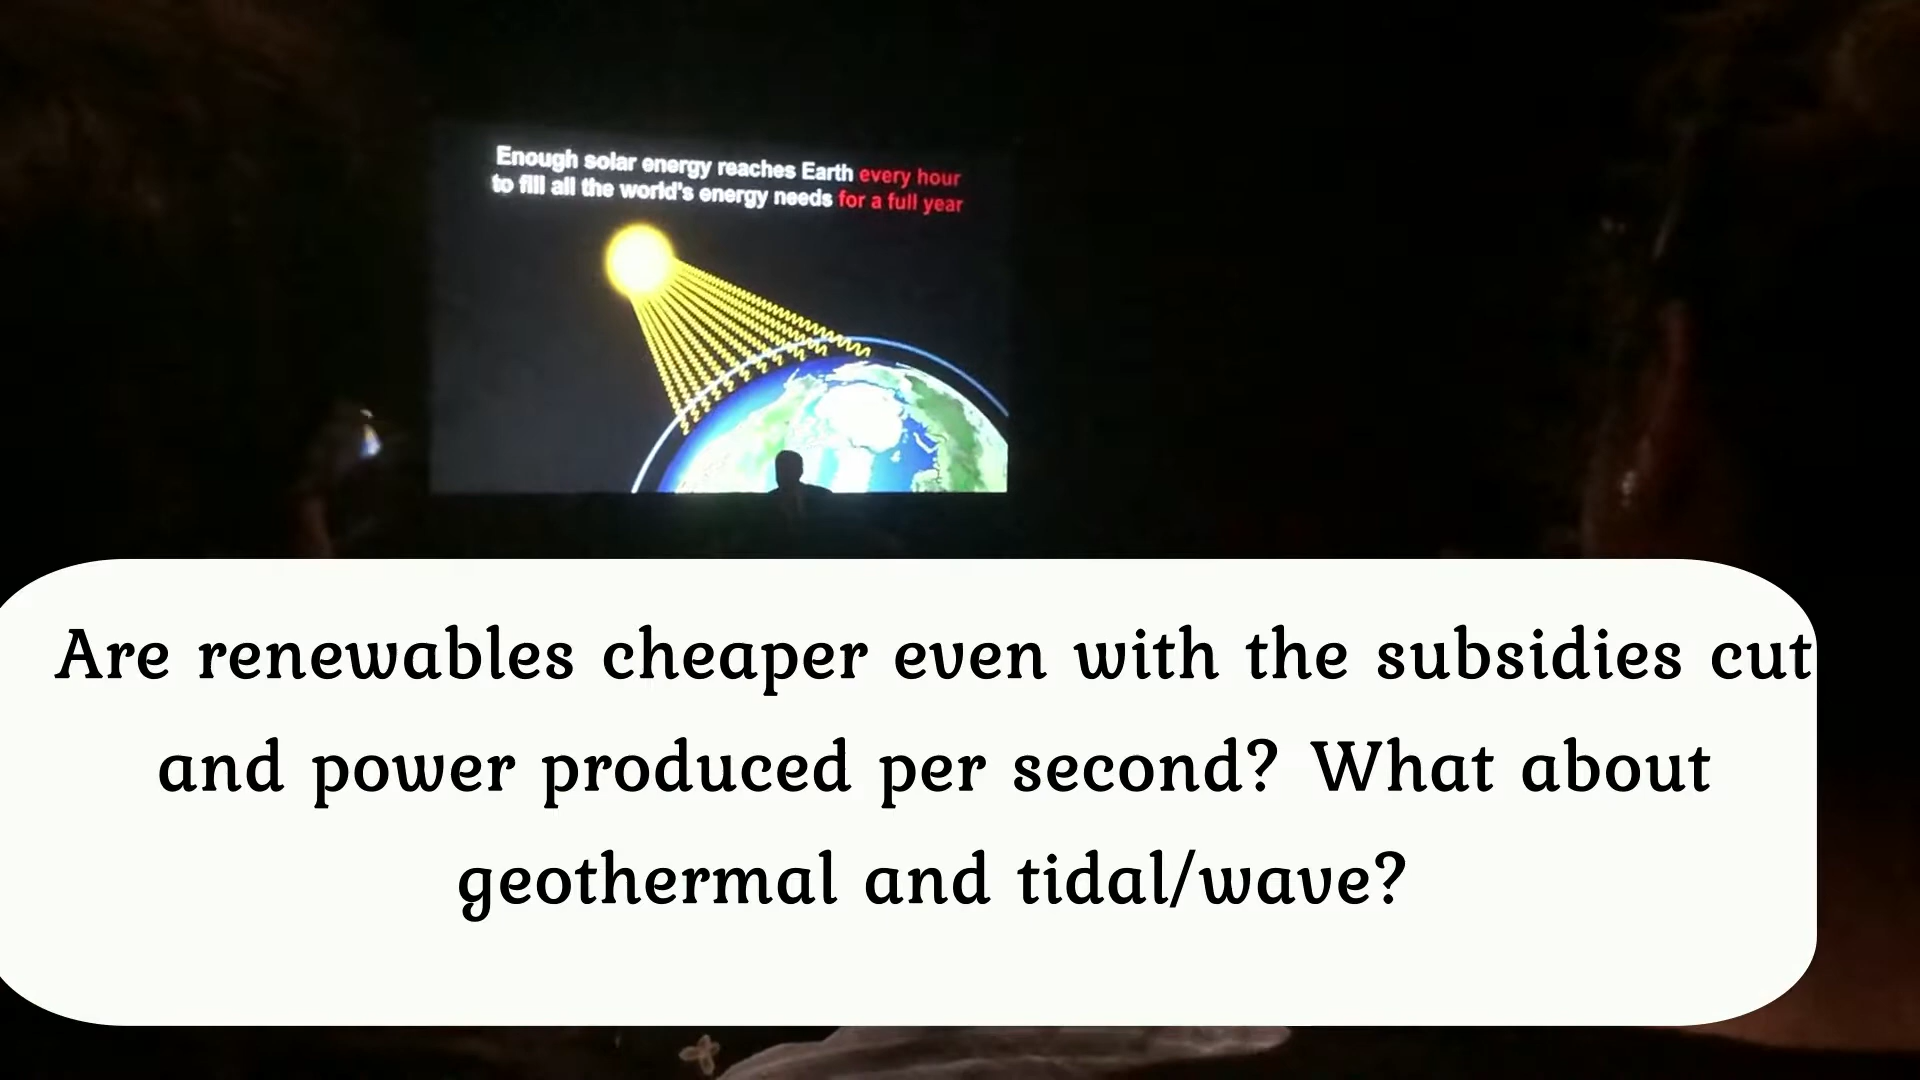 Enough solar energy reaches Earth every hour
to fill all the world's energy needs for a full year
Are renewables cheaper even with the subsidies cut
and power produced per second? What about
geothermal and tidal/wave?